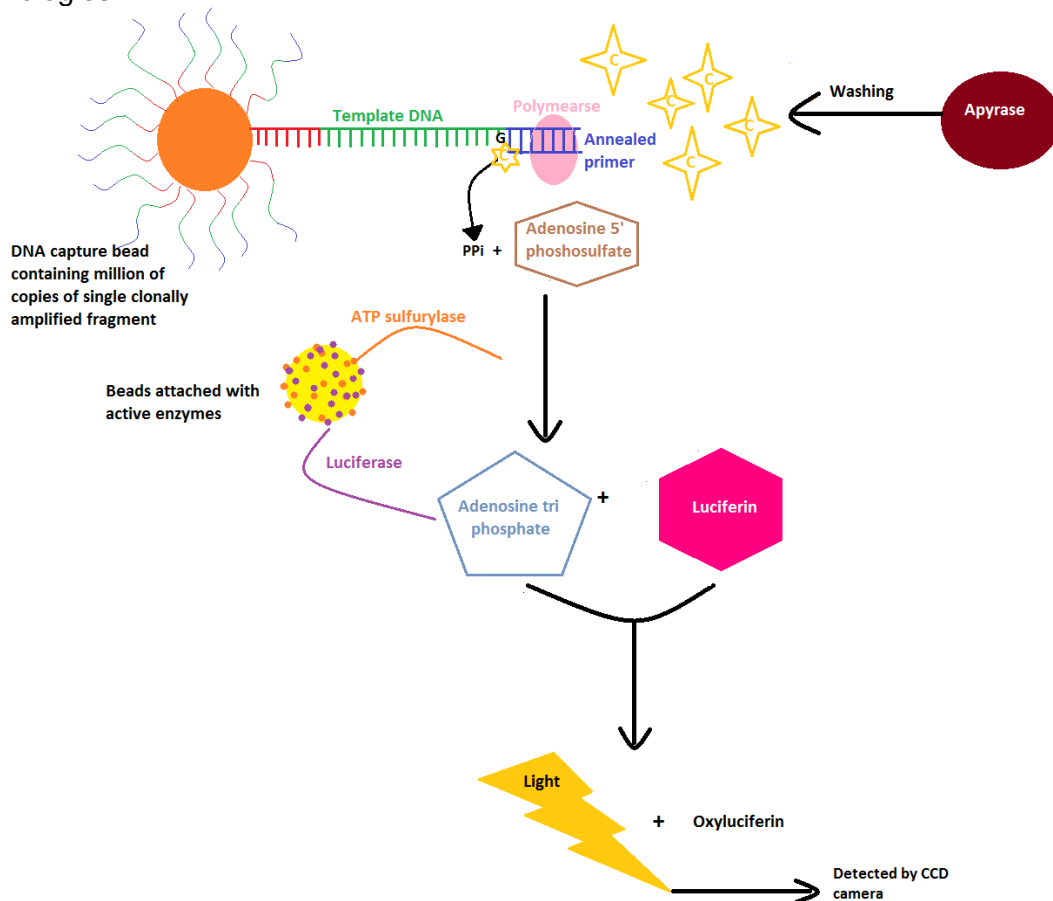 Template DNA
Polymearse
G
C
Annealed
primer
C
C
C
C
C
Washing
Apyrase
PPi +
Adenosine 5'
phoshosulfate
DNA capture bead
containing million of
copies of single clonally
amplified fragment
ATP sulfurylase
Beads attached with
active enzymes
Luciferase
Adenosine tri
phosphate
+
Luciferin
Light
+ Oxyluciferin
Detected by CCD
camera